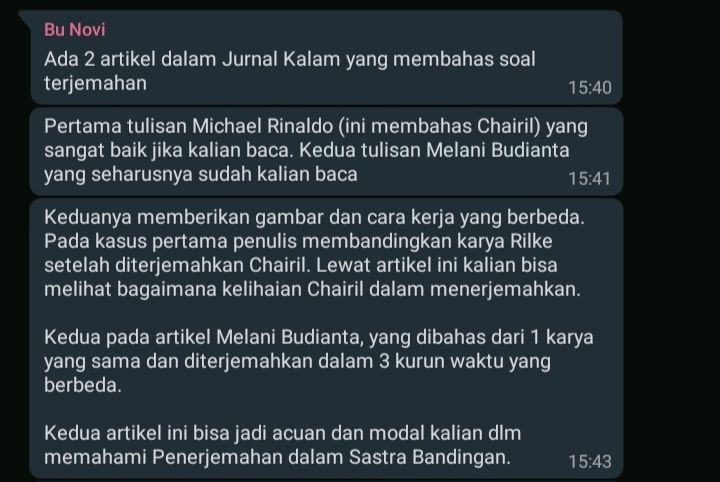 Bu Novi
Ada 2 artikel dalam Jurnal Kalam yang membahas soal
terjemahan
15:40
Pertama tulisan Michael Rinaldo (ini membahas Chairil) yang
sangat baik jika kalian baca. Kedua tulisan Melani Budianta
yang seharusnya sudah kalian baca
15:41
Keduanya memberikan gambar dan cara kerja yang berbeda.
Pada kasus pertama penulis membandingkan karya Rilke
setelah diterjemahkan Chairil. Lewat artikel ini kalian bisa
melihat bagaimana kelihaian Chairil dalam menerjemahkan.
Kedua pada artikel Melani Budianta, yang dibahas dari 1 karya
yang sama dan diterjemahkan dalam 3 kurun waktu yang
berbeda.
Kedua artikel ini bisa jadi acuan dan modal kalian dlm
memahami Penerjemahan dalam Sastra Bandingan.
15:43